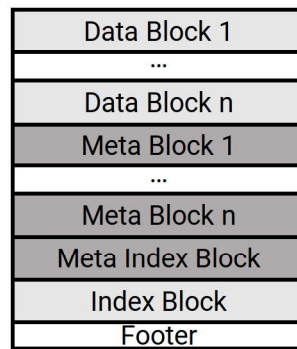 Data Block 1
...
Data Block n
Meta Block 1
...
Meta Block n
Meta Index Block
Index Block
Footer